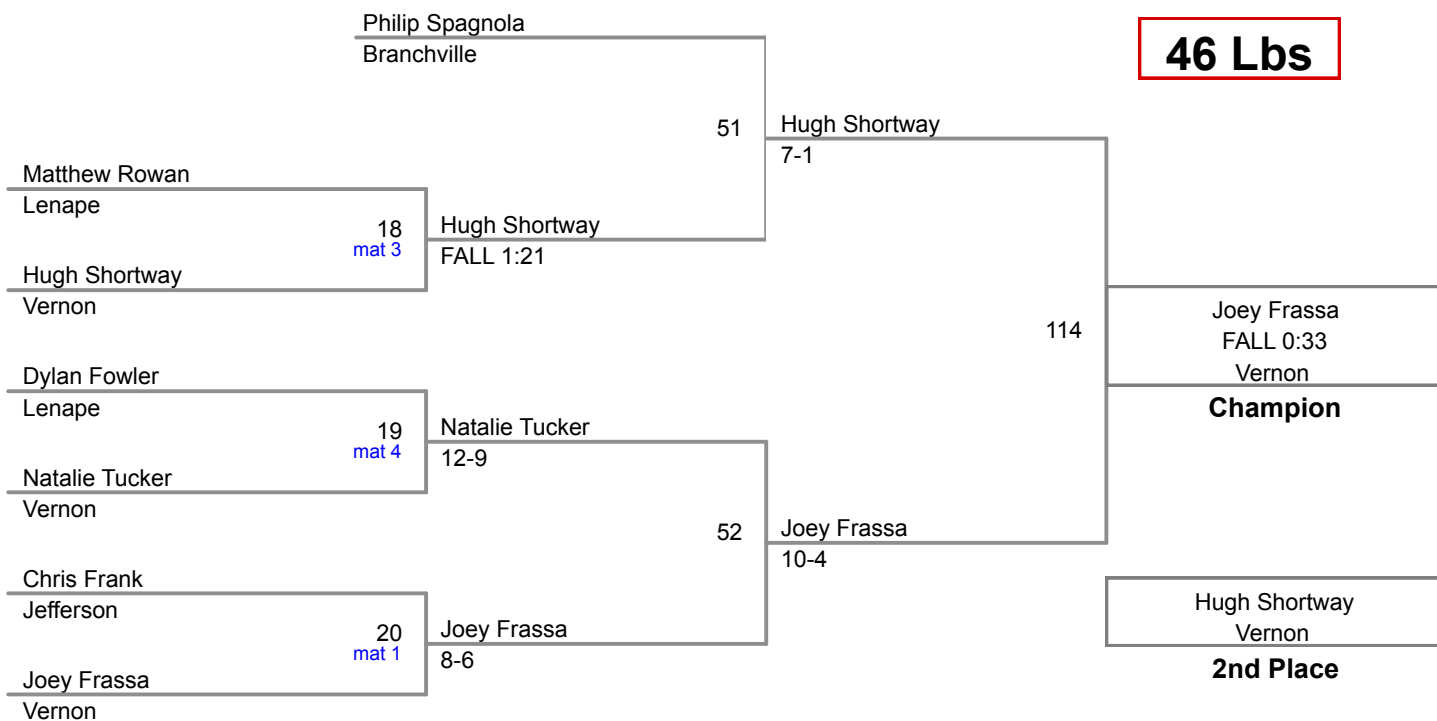 Philip Spagnola
Branchville
46 Lbs
51
Hugh Shortway
7-1
Matthew Rowan
Lenape
18
mat 3
Hugh Shortway
FALL 1:21
Hugh Shortway
Vernon
114
Joey Frassa
FALL 0:33
Vernon
Champion
Dylan Fowler
Lenape
19
mat 4
Natalie Tucker
12-9
Natalie Tucker
Vernon
52
Joey Frassa
10-4
Chris Frank
Jefferson
20
mat 1
Joey Frassa
8-6
Joey Frassa
Vernon
Hugh Shortway
Vernon
2nd Place